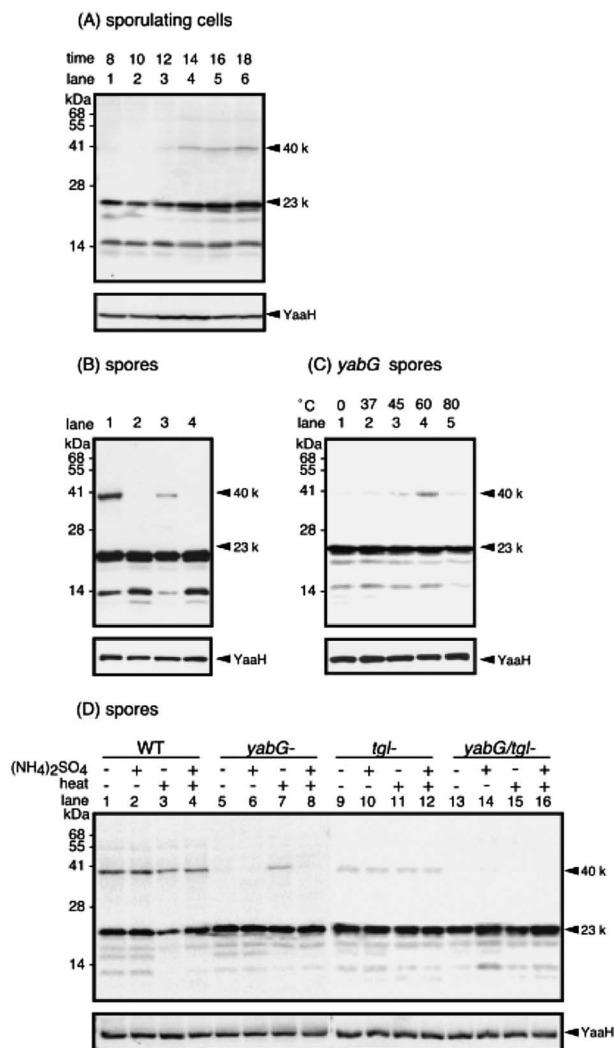 (A) sporulating cells
time 8 10 12 14 16 18
lane 1 2 3 4 5 6
kDa
68
55
41
40 k
28
23 k
14
YaaH
(B) spores
lane 1 2 3 4
kDa
68
55
41
40 k
28
23 k
14
YaaH
(C) yabG spores
°C 0 37 45 60 80
lane 1 2 3 4 5
kDa
68
55
41
40 k
28
23 k
14
YaaH
(D) spores
WT yabG- tgl- yabG/tgl-
(NH4)2SO4 - + - + - + - + - + - + - + - +
heat - - + + - - + + - - + + - - + +
lane 1 2 3 4 5 6 7 8 9 10 11 12 13 14 15 16
kDa
68
55
41
40 k
28
23 k
14
YaaH